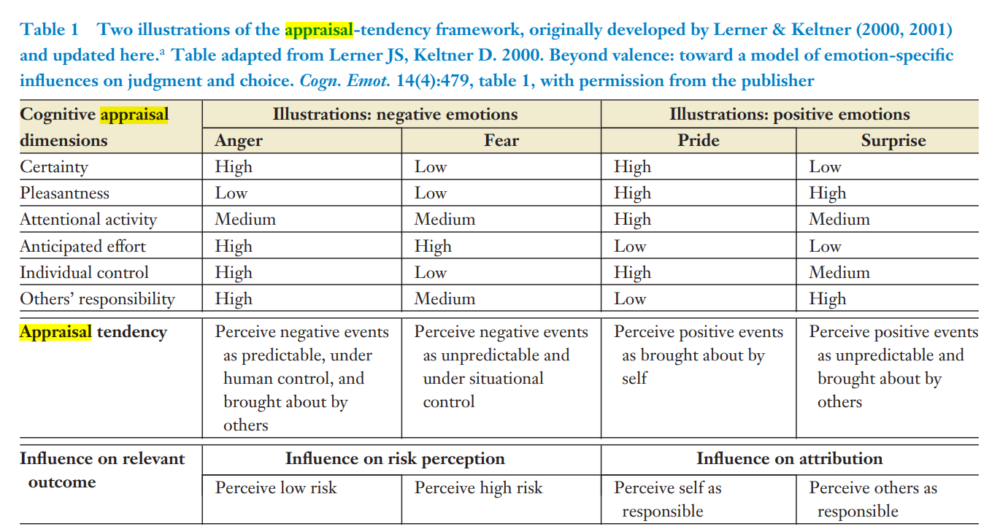 Table 1 Two illustrations of the appraisal-tendency framework, originally developed by Lerner & Keltner (2000, 2001)
and updated here.ᵃ Table adapted from Lerner JS, Keltner D. 2000. Beyond valence: toward a model of emotion-specific
influences on judgment and choice. Cogn. Emot. 14(4):479, table 1, with permission from the publisher
Cognitive appraisal dimensions
Illustrations: negative emotions
Illustrations: positive emotions
Anger Fear Pride Surprise
Certainty High Low High Low
Pleasantness Low Low High High
Attentional activity Medium Medium High Medium
Anticipated effort High High Low Low
Individual control High Low High Medium
Others’ responsibility High Medium Low High
Appraisal tendency
Perceive negative events
as predictable, under
human control, and
brought about by
others
Perceive negative events
as unpredictable and
under situational
control
Perceive positive events
as brought about by
self
Perceive positive events
as unpredictable and
brought about by
others
Influence on relevant
outcome
Influence on risk perception
Influence on attribution
Perceive low risk
Perceive high risk
Perceive self as
responsible
Perceive others as
responsible